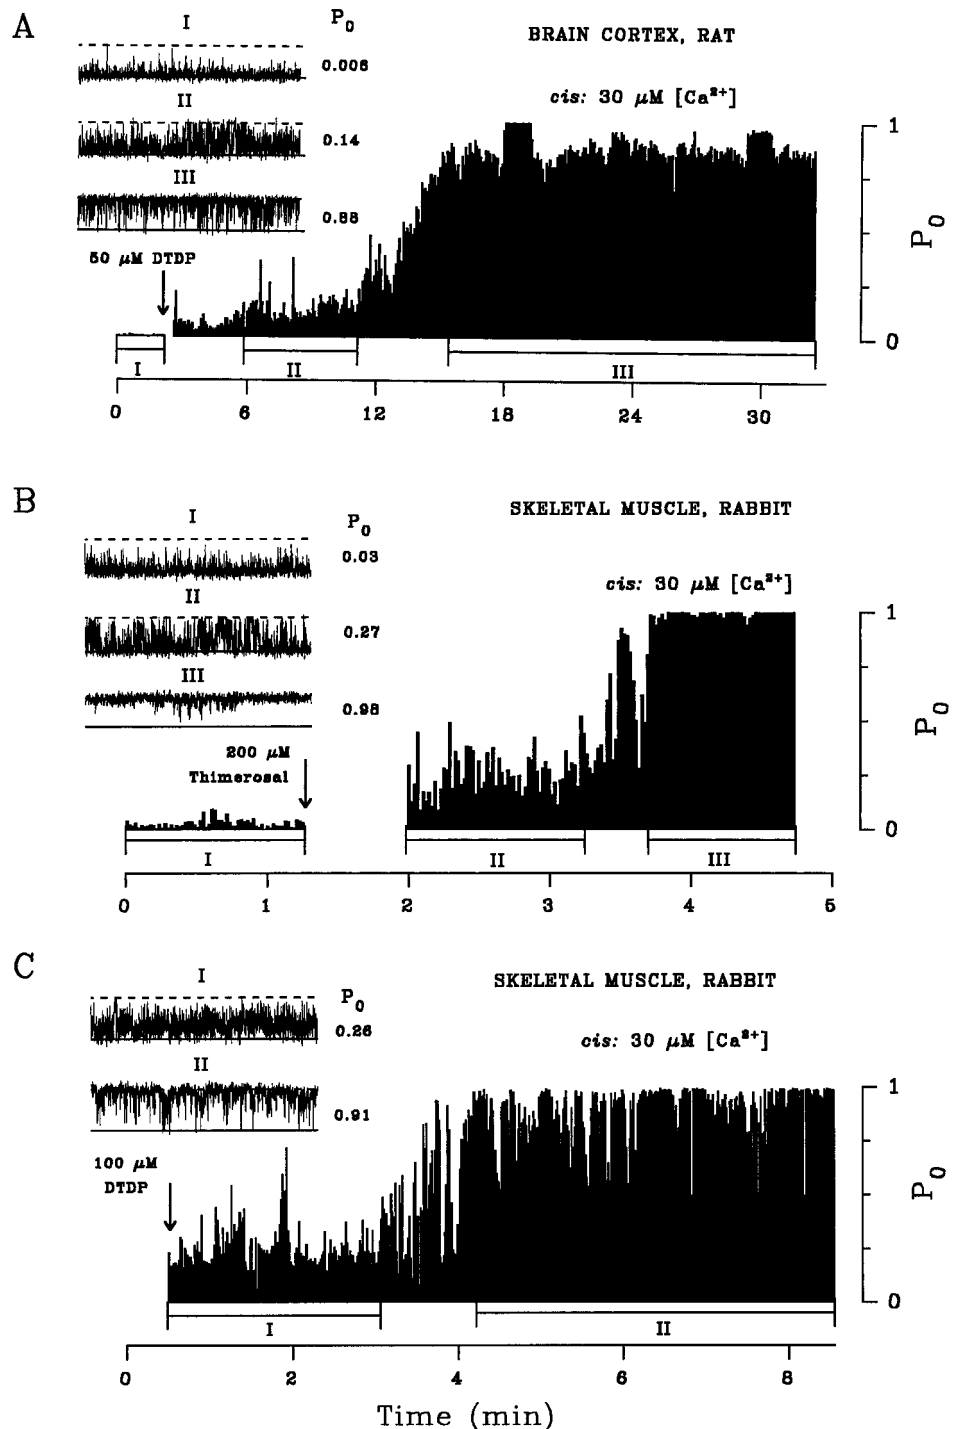 A
I
P0
BRAIN CORTEX, RAT
0.006
cis: 30 μM [Ca2+]
II
0.14
1
III
0.88
P0
50 μM DTDP
0
I
II
III
0 6 12 18 24 30
B
I
P0
SKELETAL MUSCLE, RABBIT
0.03
cis: 30 μM [Ca2+]
II
1
0.27
III
0.98
P0
200 μM
Thimerosal
0
I
II
III
0 1 2 3 4 5
C
I
P0
SKELETAL MUSCLE, RABBIT
0.26
cis: 30 μM [Ca2+]
II
1
0.91
100 μM
DTDP
P0
0
I
II
0 2 4 6 8
Time (min)